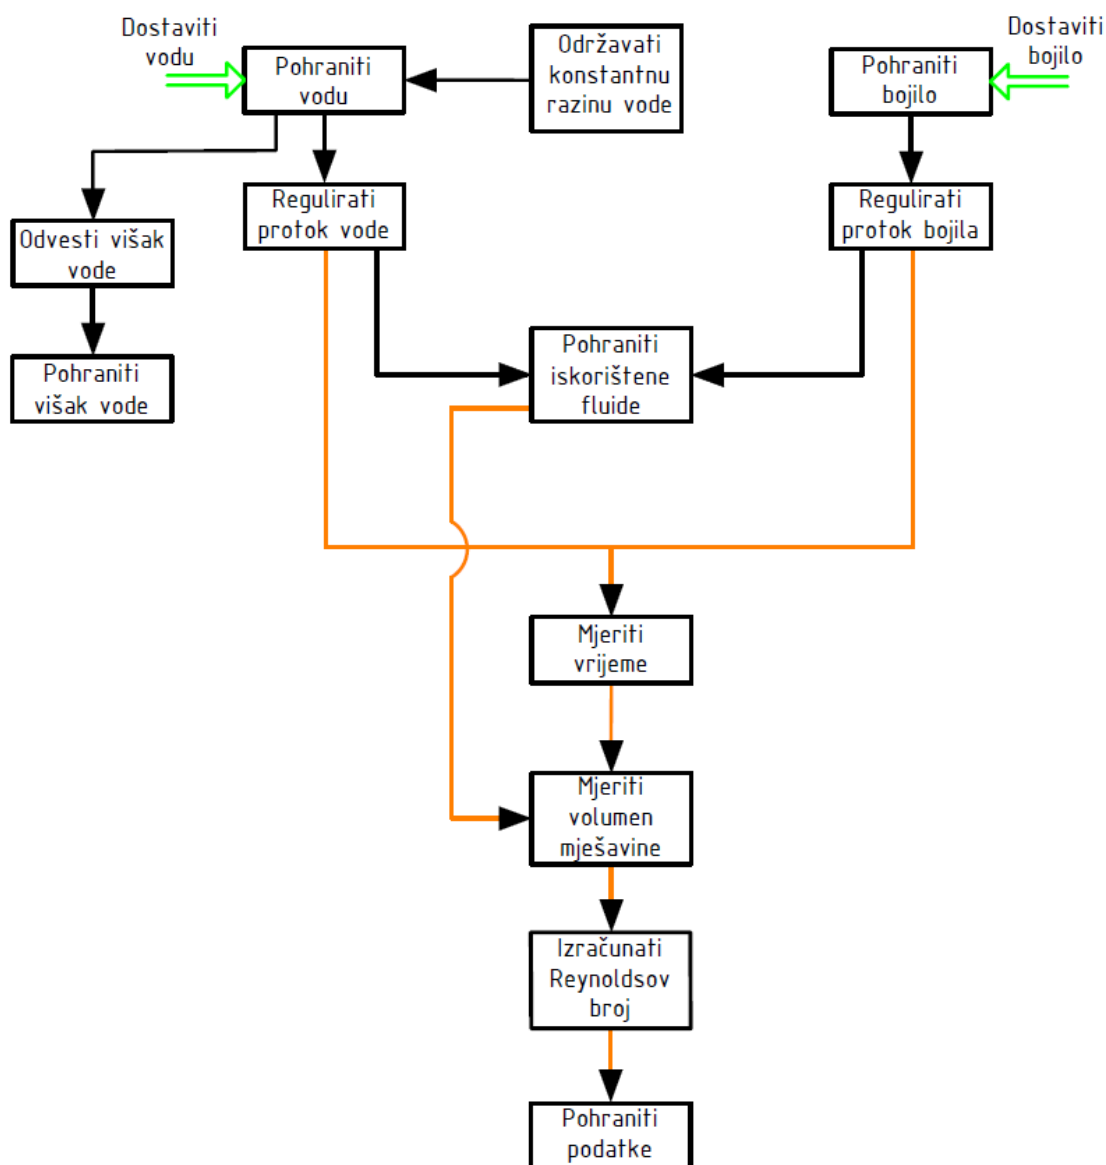 Dostaviti
vodu
Pohraniti
vodu
Održavati
konstantnu
razinu vode
Pohraniti
bojilo
Dostaviti
bojilo
Odvesti višak
vode
Regulirati
protok vode
Regulirati
protok bojila
Pohraniti
višak vode
Pohraniti
iskorištene
fluide
Mjeriti
vrijeme
Mjeriti
volumen
mješavine
Izračunati
Reynoldsov
broj
Pohraniti
podatke